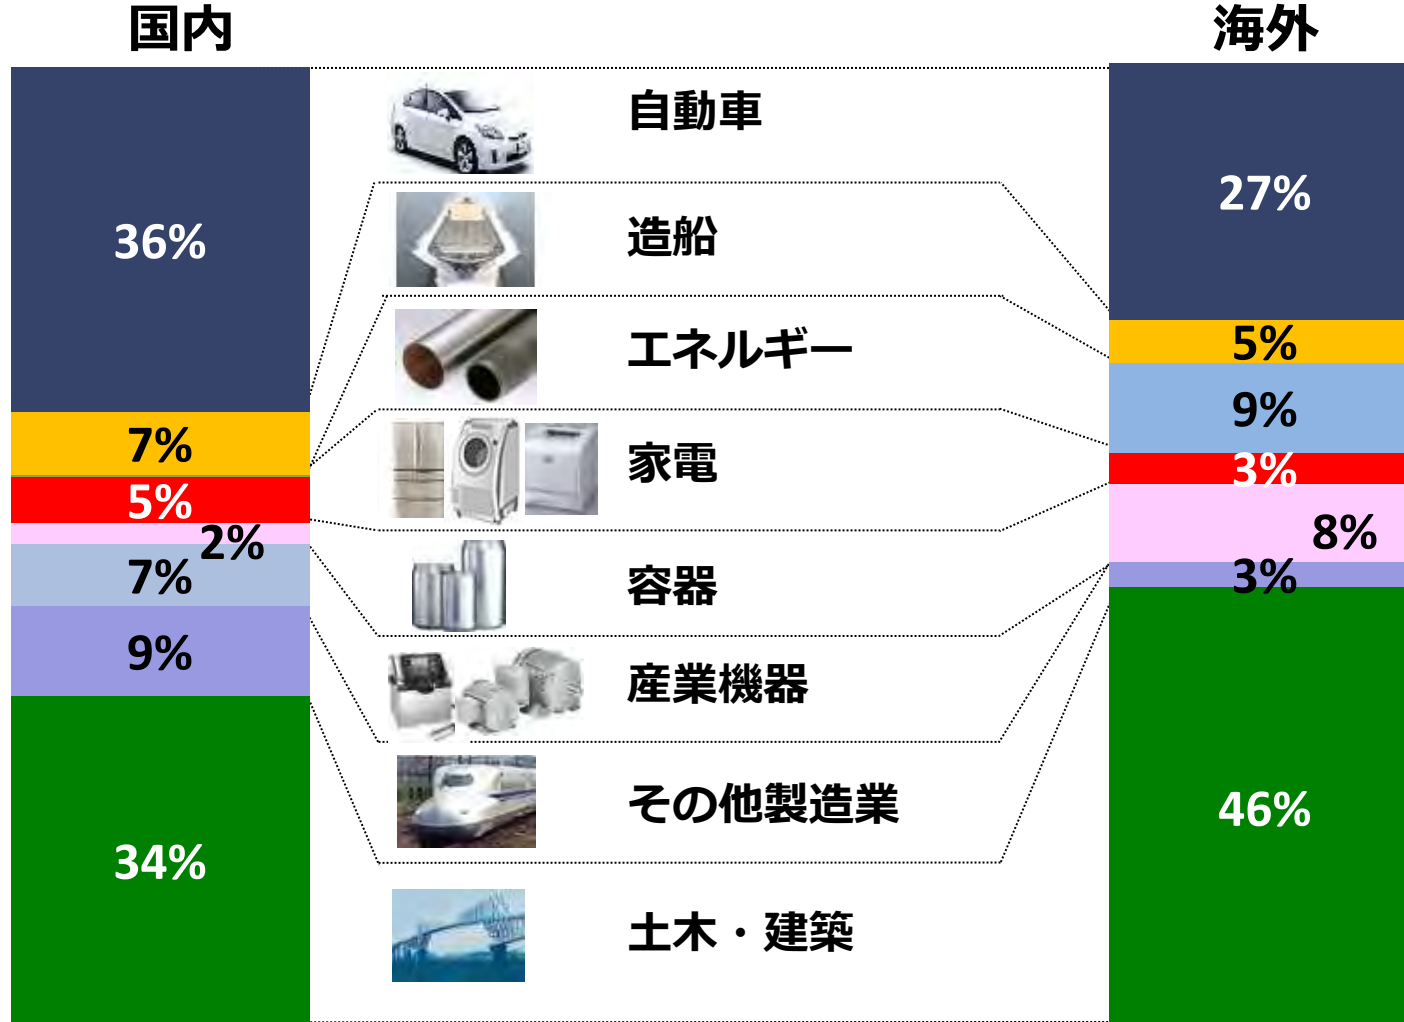 国内
海外
36%
7%
5%
2%
7%
9%
34%
自動車
造船
エネルギー
家電
容器
産業機器
その他製造業
土木・建築
27%
5%
9%
3%
8%
3%
46%